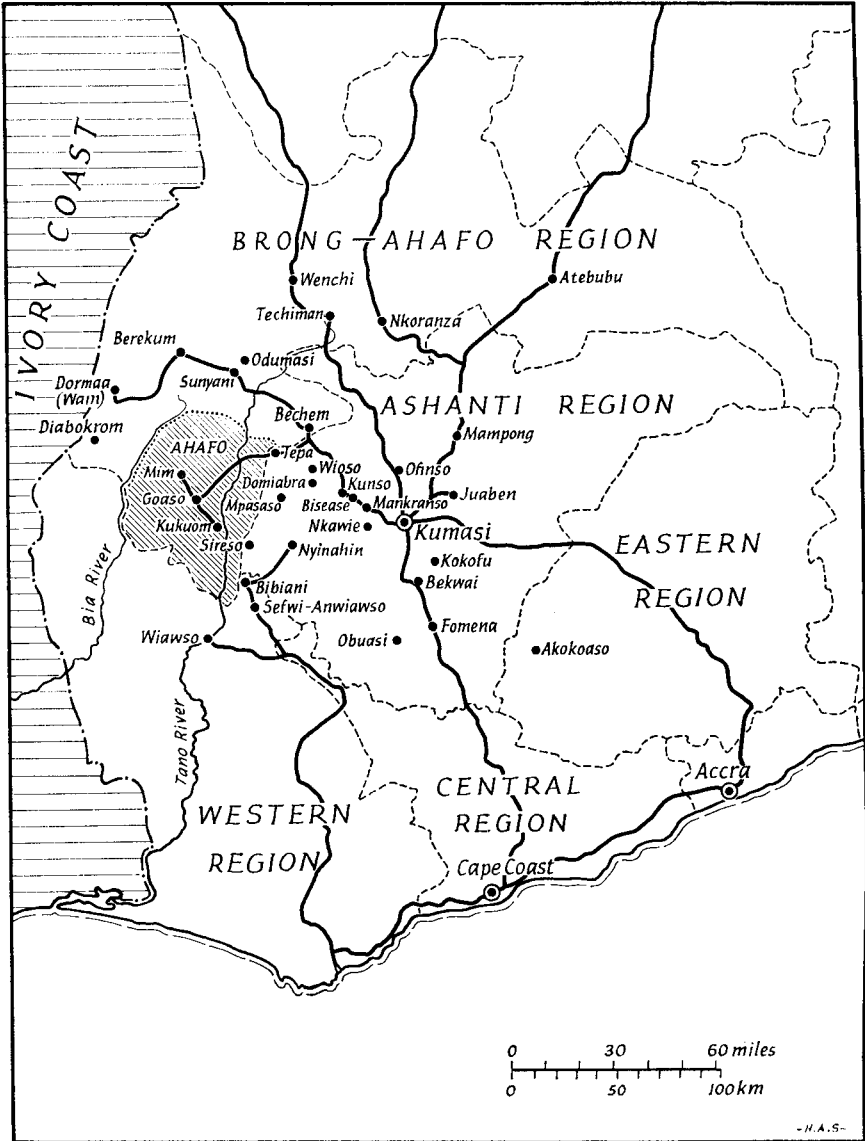 IVORY COAST
BRONG-AHAFO REGION
Wenchi
Atebubu
Techiman
Nkoranza
Berekum
Odumasi
Sunyani
Dormaa
(Wam)
ASHANTI REGION
Bechem
Diabokrom
AHAFO
Mampong
Tepa
Wioso
Ofinso
Mim
Domiabra
Kunso
Juaben
Goaso
Mpasaso
Bisease
Mankranso
Kukuom
Nkawie
Kumasi
Sireso
Nyinahin
EASTERN
REGION
Kokofu
Bekwai
Bibiani
Bia River
Sefwi-Anwiawso
Fomena
Wiawso
Obuasi
Akokoaso
Tano River
Accra
CENTRAL
REGION
WESTERN
REGION
Cape Coast
0 30 60 miles
0 50 100km
-H.A.S-